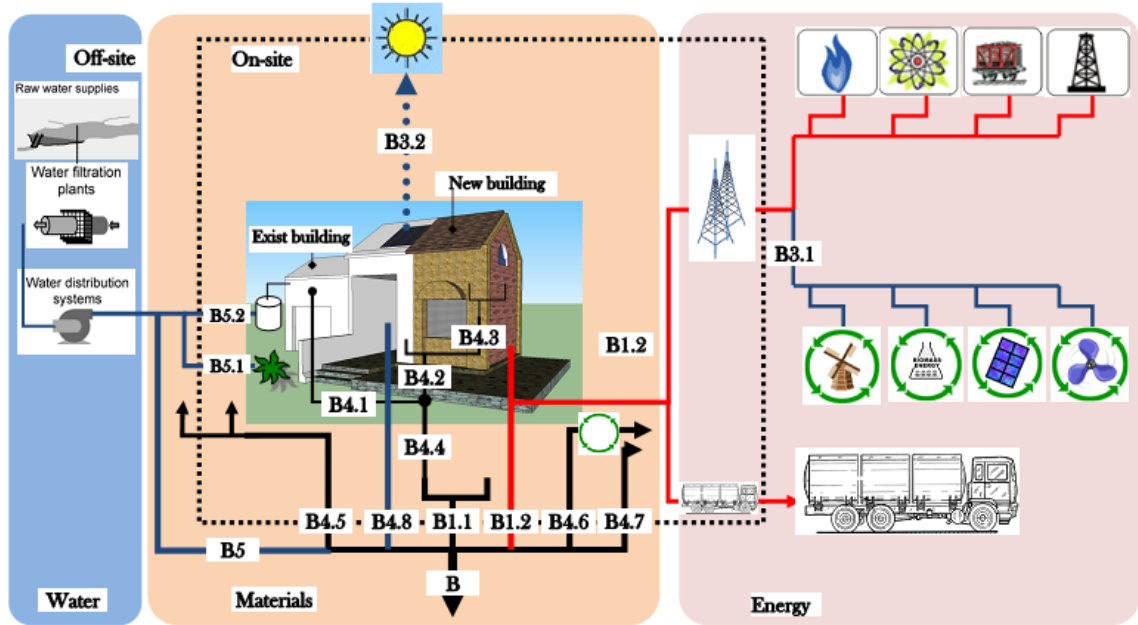 Off-site
On-site
Raw water supplies
B3.2
Water filtration
plants
New building
Exist building
B3.1
Water distribution
systems
B5.2
B4.3
B1.2
B5.1
B4.2
BIOMASS
ENERGY
B4.1
B4.4
B4.5
B4.8
B1.1
B1.2
B4.6
B4.7
B5
B
Water
Materials
Energy